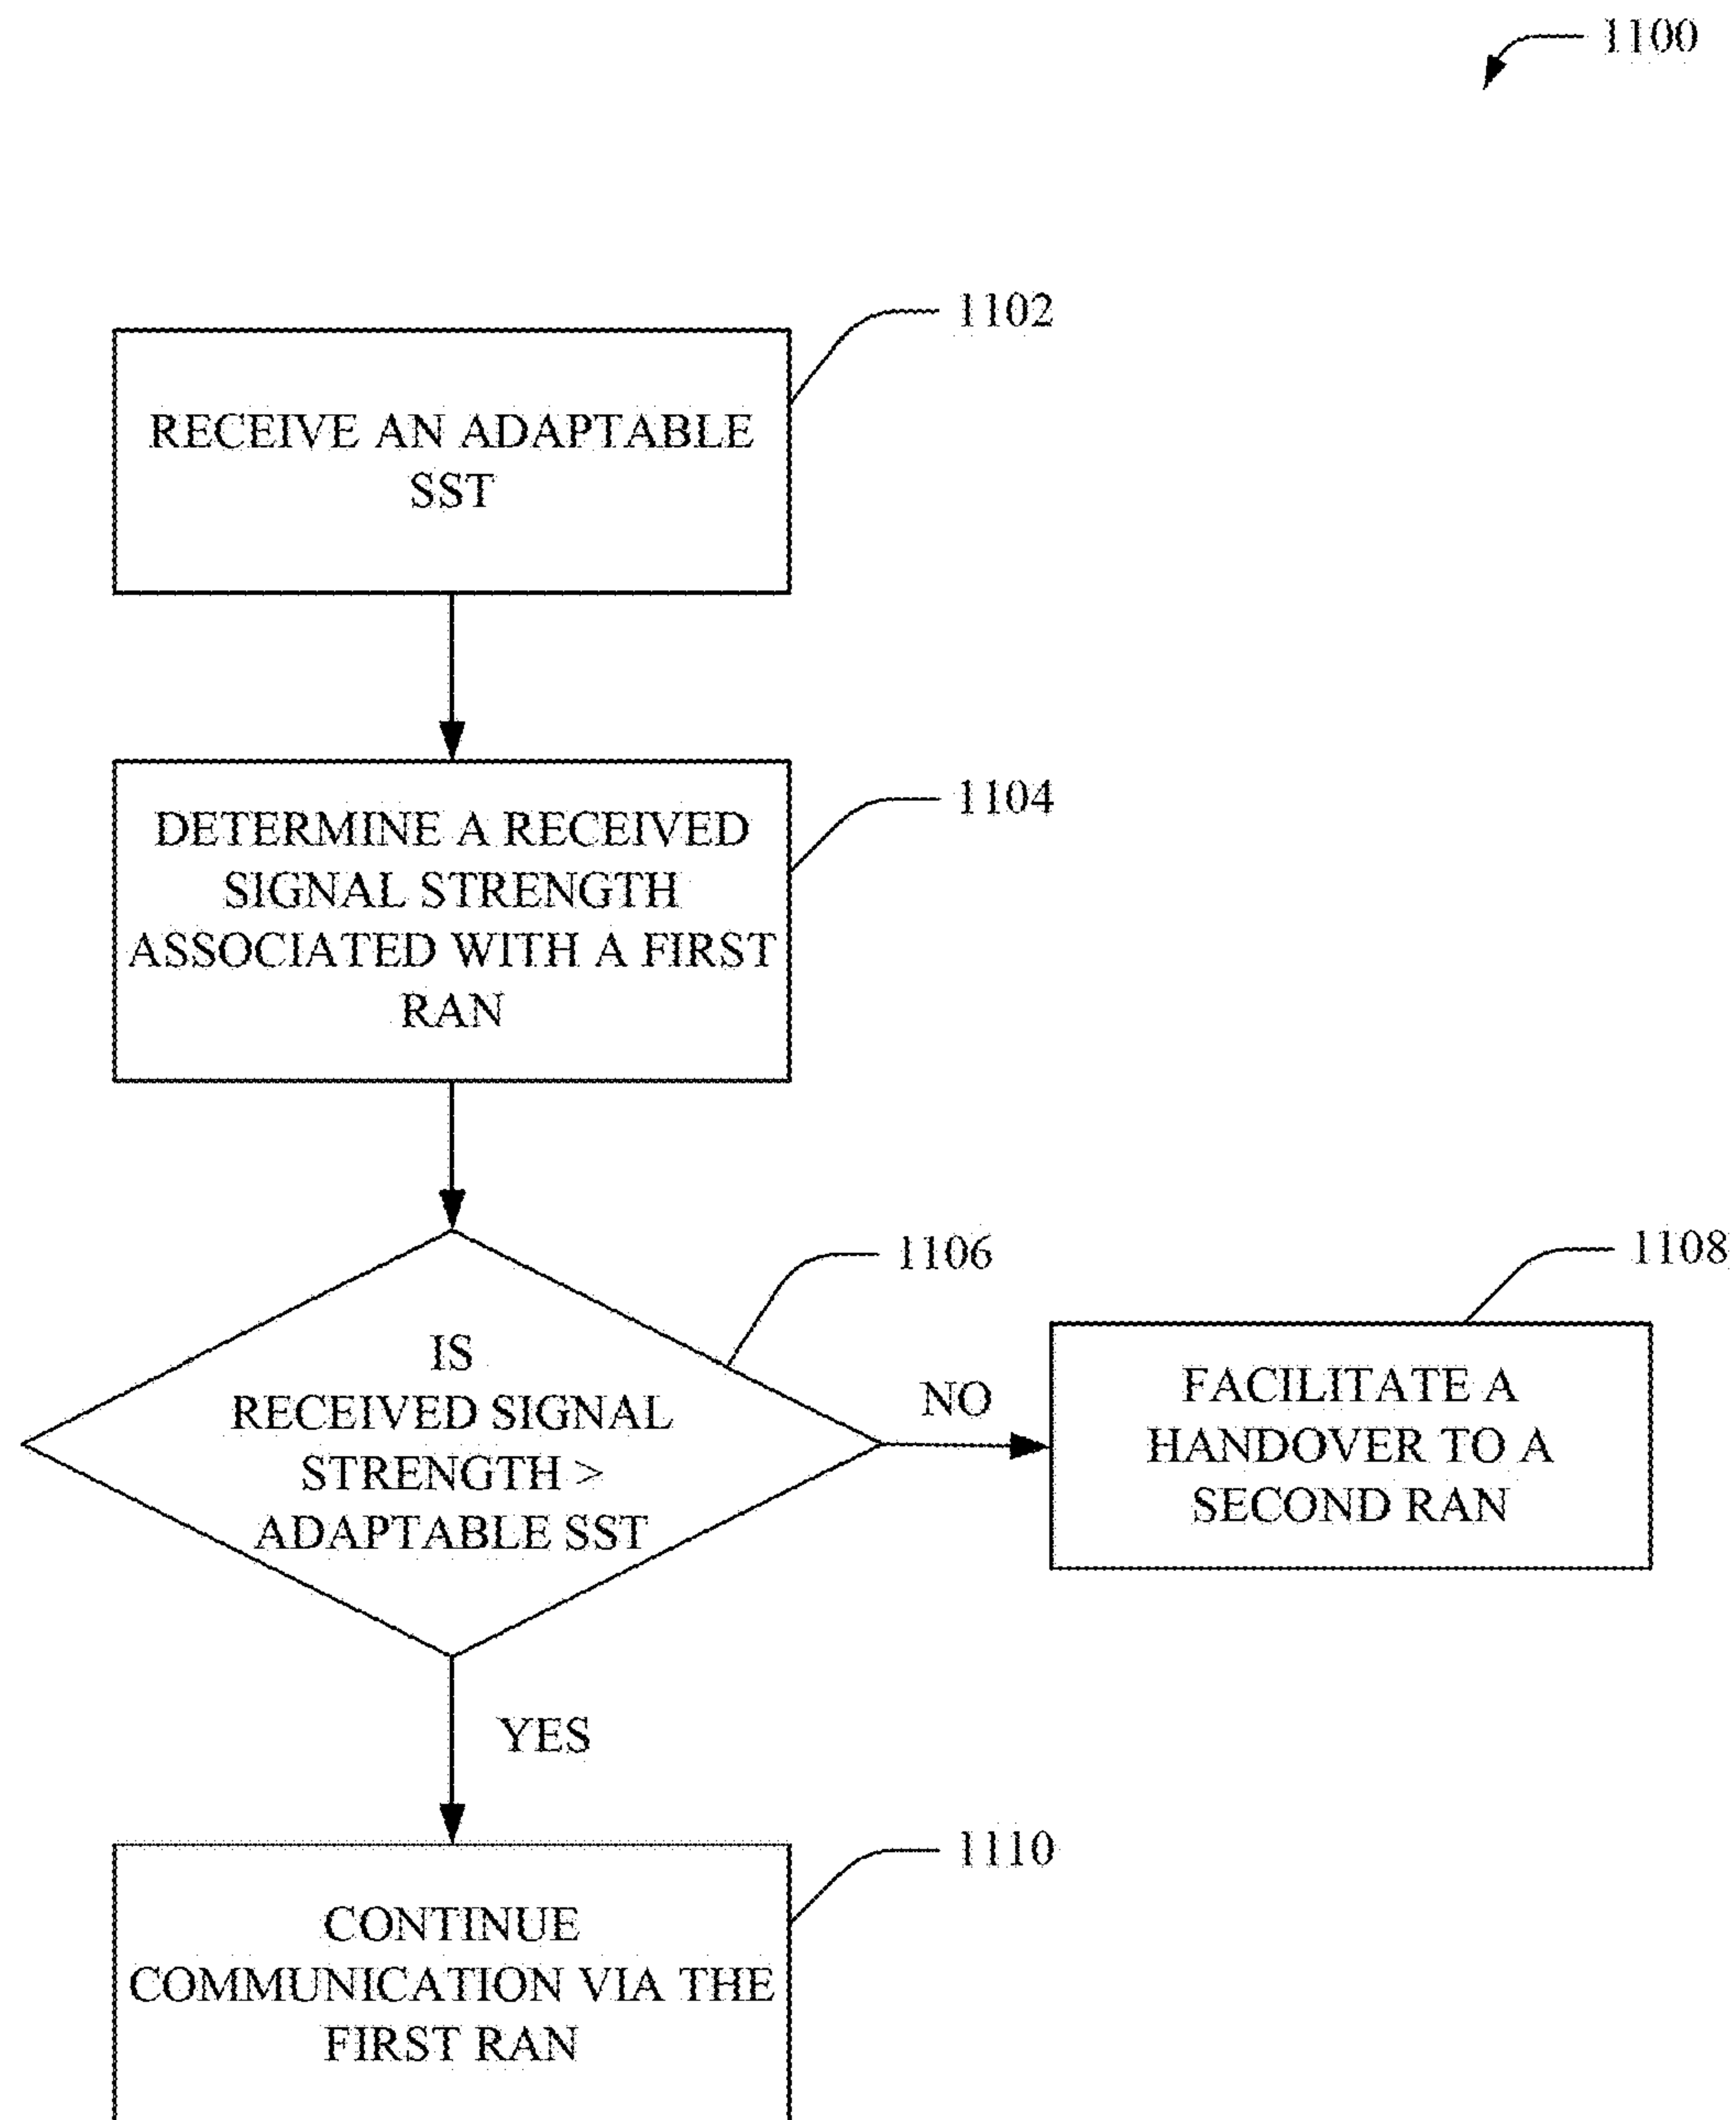 1100
1102
RECEIVE AN ADAPTABLE
SST
1104
DETERMINE A RECEIVED
SIGNAL STRENGTH
ASSOCIATED WITH A FIRST
RAN
1106
IS
RECEIVED SIGNAL
STRENGTH >
ADAPTABLE SST
NO
1108
FACILITATE A
HANDOVER TO A
SECOND RAN
YES
1110
CONTINUE
COMMUNICATION VIA THE
FIRST RAN